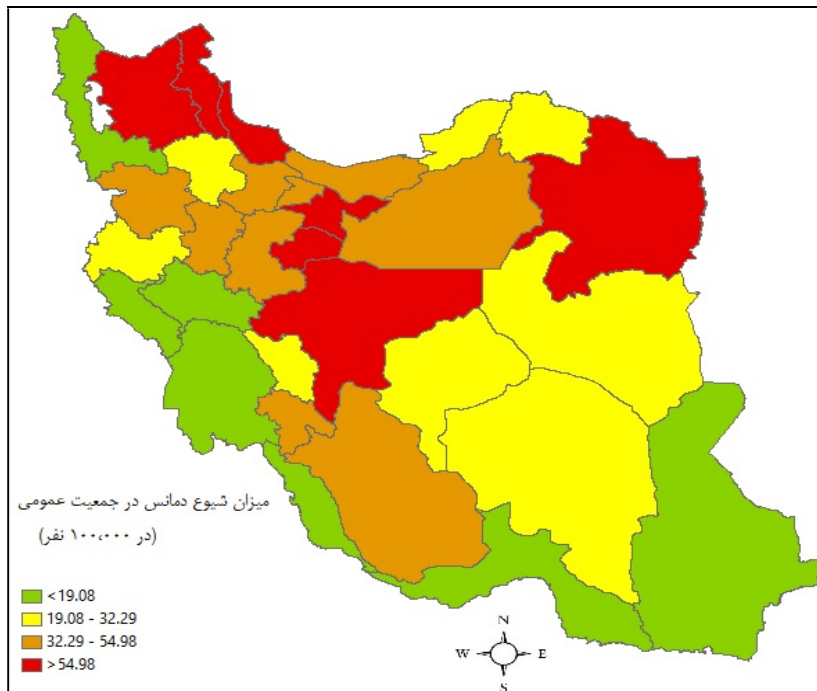 میزان شیوع دمانس در جمعیت عمومی
(در ۱۰۰،۰۰۰ نفر)
<19.08
19.08 - 32.29
32.29 - 54.98
>54.98
N
W E
S